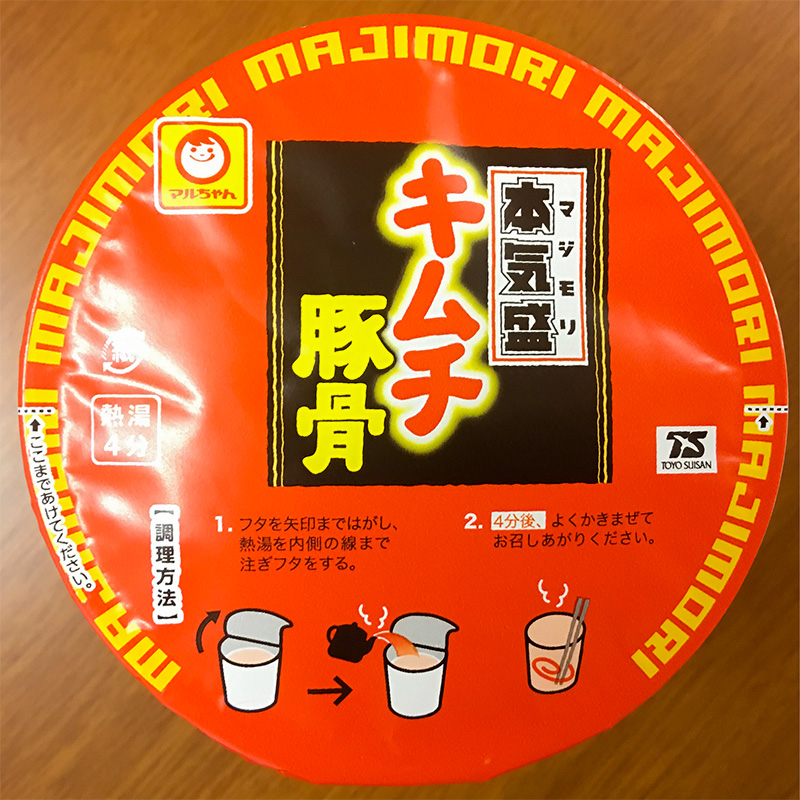 MAJIMORI MAJIMORI MAJIMORI MAJIMORI MAJIMORI
マルちゃん
本気盛
マジモリ
キムチ
豚骨
紙
熱湯
4分
TS
TOYO SUISAN
ここまであけてください。
【調理方法】
1. フタを矢印まではがし、
熱湯を内側の線まで
注ぎフタをする。
2. 4分後、よくかきまぜて
お召しあがりください。